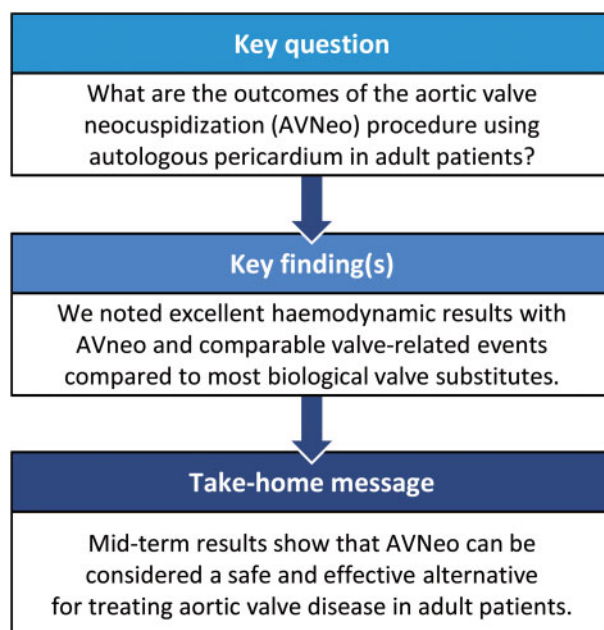 Key question
What are the outcomes of the aortic valve
neocuspidization (AVNeo) procedure using
autologous pericardium in adult patients?
Key finding(s)
We noted excellent haemodynamic results with
AVneo and comparable valve-related events
compared to most biological valve substitutes.
Take-home message
Mid-term results show that AVNeo can be
considered a safe and effective alternative
for treating aortic valve disease in adult patients.